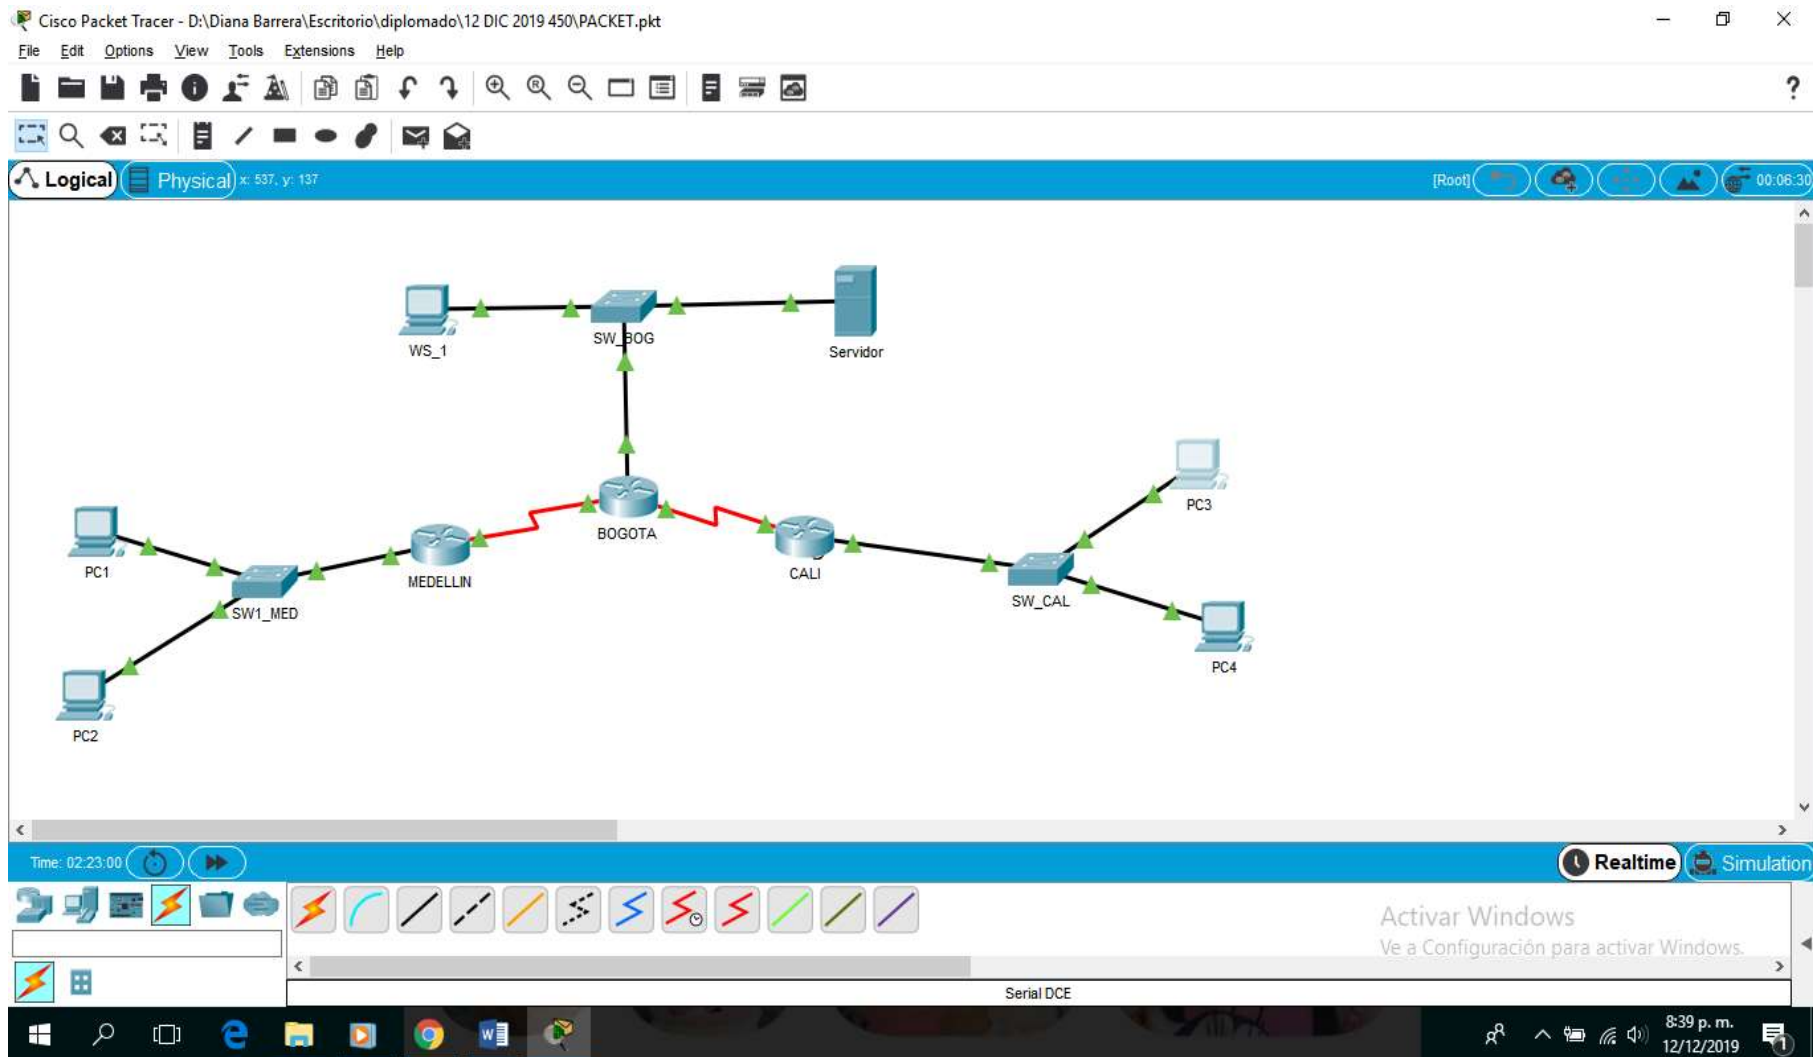 Cisco Packet Tracer - D:\Diana Barrera\Escritorio\diplomado\12 DIC 2019 450\PACKET.pkt
File Edit Options View Tools Extensions Help
Logical Physical x: 537, y: 137 [Root] 00:06:30
WS_1
SW_BOG
Servidor
PC3
BOGOTA
PC1
MEDELLIN
CALI
SW1_MED
SW_CAL
PC4
PC2
Time: 02:23:00 Realtime Simulation
Activar Windows
Ve a Configuración para activar Windows.
Serial DCE
8:39 p. m.
12/12/2019
1